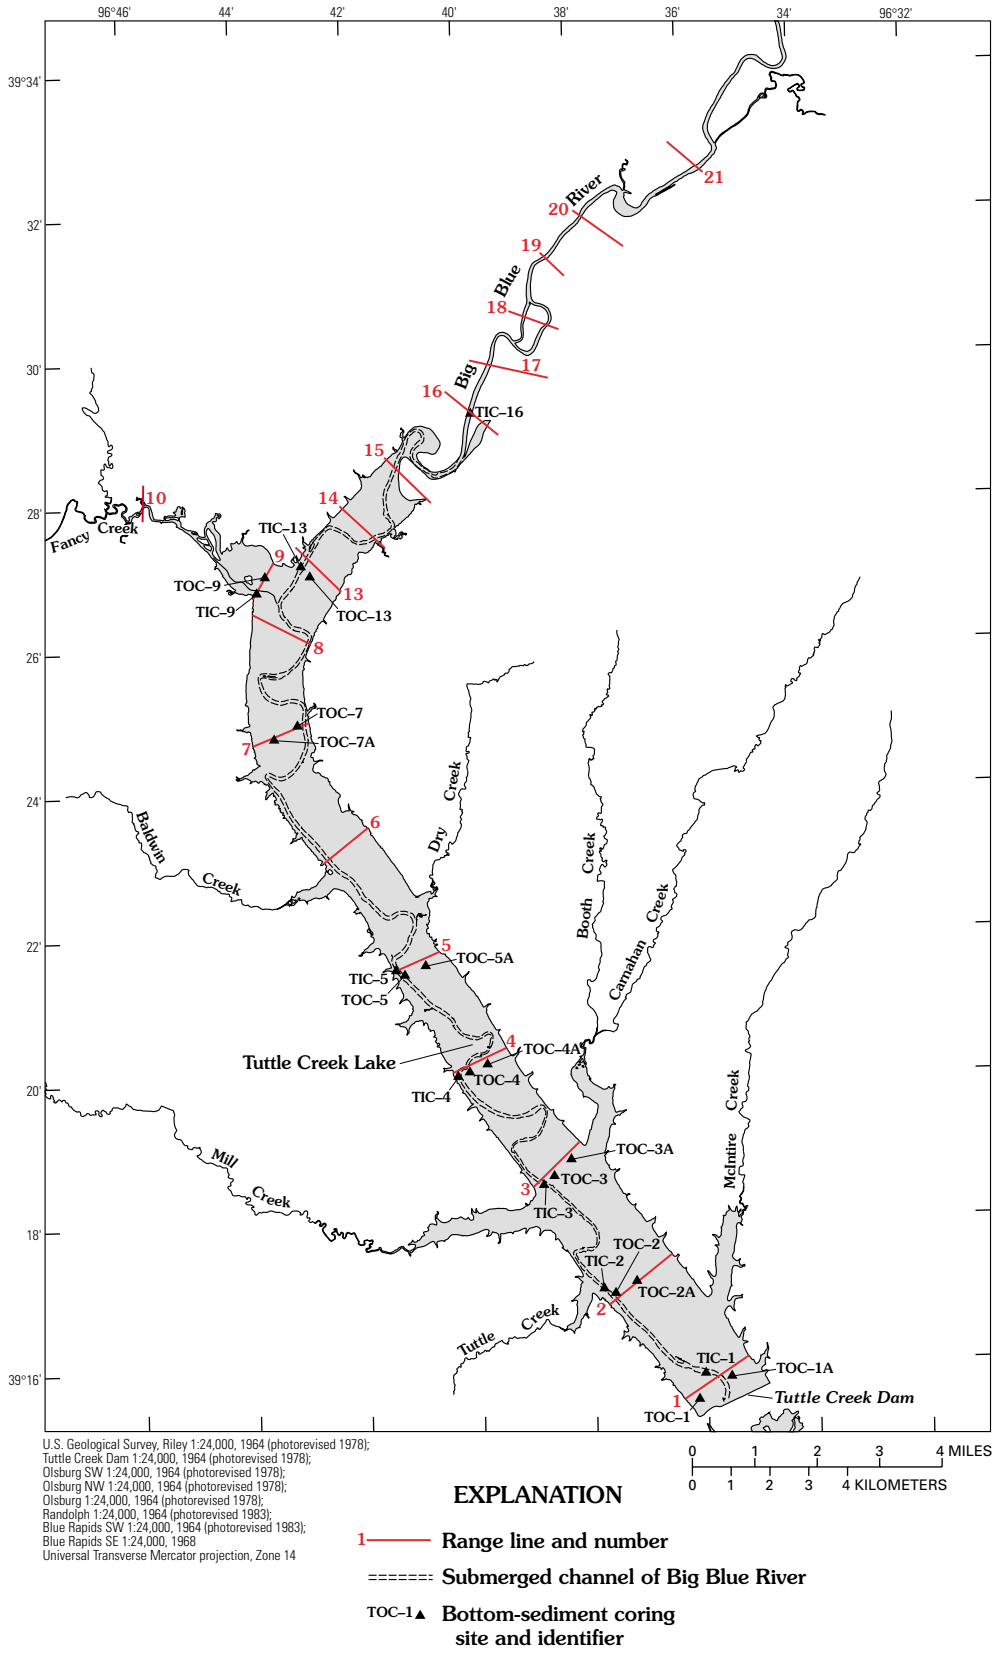 96°46' 44' 42' 40' 38' 36' 34' 96°32'
39°34'
21
River
20
32'
19
Blue
18
30'
17
Big
16
TIC–16
15
10
14
28'
TIC–13
Fancy Creek
9
TOC–9
13
TIC–9
TOC–13
8
26'
TOC–7
7
TOC–7A
24'
Dry Creek
6
Baldwin Creek
Booth Creek
Carnahan Creek
22'
5
TOC–5A
TIC–5
TOC–5
4
TOC–4A
Tuttle Creek Lake
TOC–4
20'
TIC–4
McIntire Creek
TOC–3A
Mill Creek
TOC–3
3
TIC–3
18'
TOC–2
TIC–2
TOC–2A
2
Tuttle Creek
TIC–1
TOC–1A
39°16'
1
Tuttle Creek Dam
TOC–1
U.S. Geological Survey, Riley 1:24,000, 1964 (photorevised 1978);
Tuttle Creek Dam 1:24,000, 1964 (photorevised 1978);
Olsburg SW 1:24,000, 1964 (photorevised 1978);
Olsburg NW 1:24,000, 1964 (photorevised 1978);
Olsburg 1:24,000, 1964 (photorevised 1978);
Randolph 1:24,000, 1964 (photorevised 1983);
Blue Rapids SW 1:24,000, 1964 (photorevised 1983);
Blue Rapids SE 1:24,000, 1968
Universal Transverse Mercator projection, Zone 14
0 1 2 3 4 MILES
0 1 2 3 4 KILOMETERS
EXPLANATION
1 Range line and number
Submerged channel of Big Blue River
TOC–1 Bottom-sediment coring
site and identifier